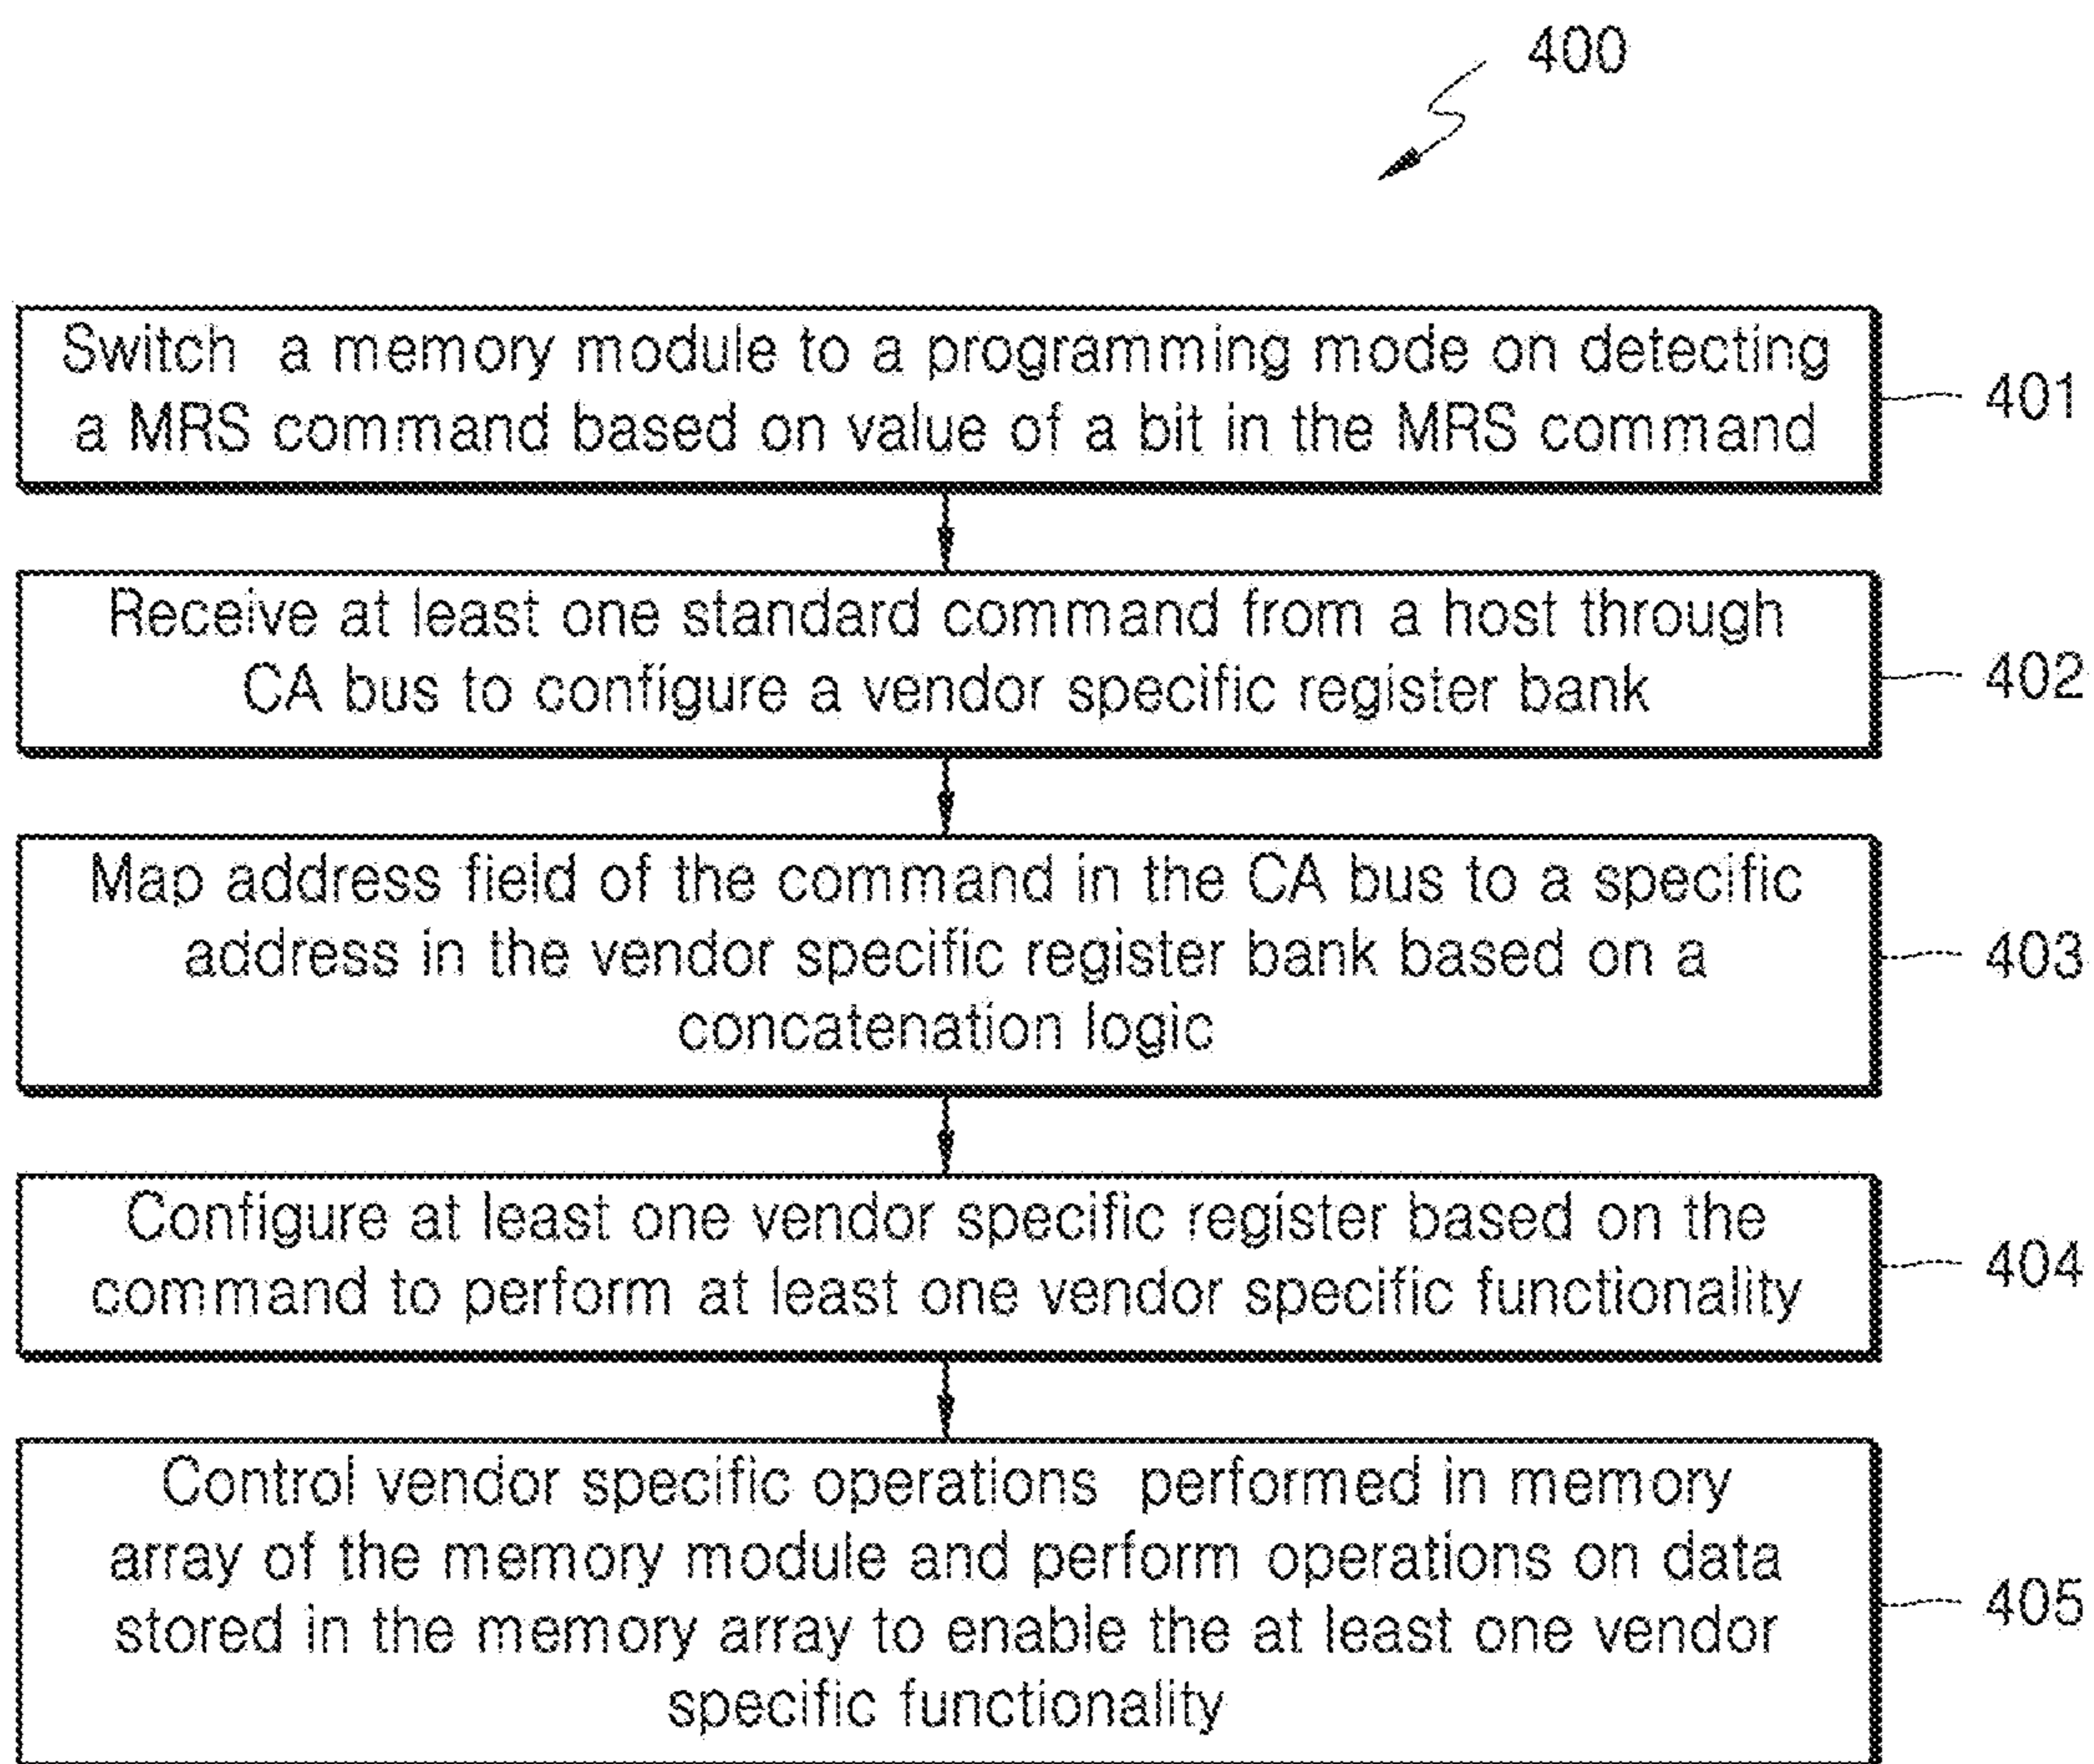 400
Switch a memory module to a programming mode on detecting
a MRS command based on value of a bit in the MRS command
401
Receive at least one standard command from a host through
CA bus to configure a vendor specific register bank
402
Map address field of the command in the CA bus to a specific
address in the vendor specific register bank based on a
concatenation logic
403
Configure at least one vendor specific register based on the
command to perform at least one vendor specific functionality
404
Control vendor specific operations performed in memory
array of the memory module and perform operations on data
stored in the memory array to enable the at least one vendor
specific functionality
405